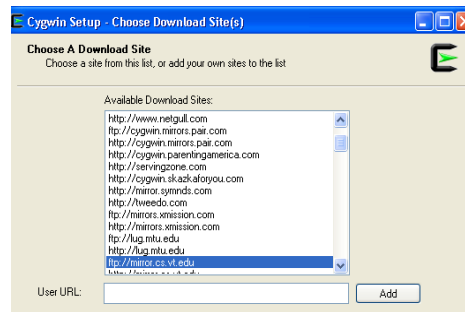 Cygwin Setup - Choose Download Site(s)
Choose A Download Site
Choose a site from this list, or add your own sites to the list
Available Download Sites:
http://www.netgull.com
ftp://cygwin.mirrors.pair.com
http://cygwin.mirrors.pair.com
http://cygwin.parentingamerica.com
http://servingzone.com
http://cygwin.skazkaforyou.com
http://mirror.symnds.com
http://tweedo.com
ftp://mirrors.xmission.com
http://mirrors.xmission.com
ftp://lug.mtu.edu
http://lug.mtu.edu
ftp://mirror.cs.vt.edu
User URL:
Add